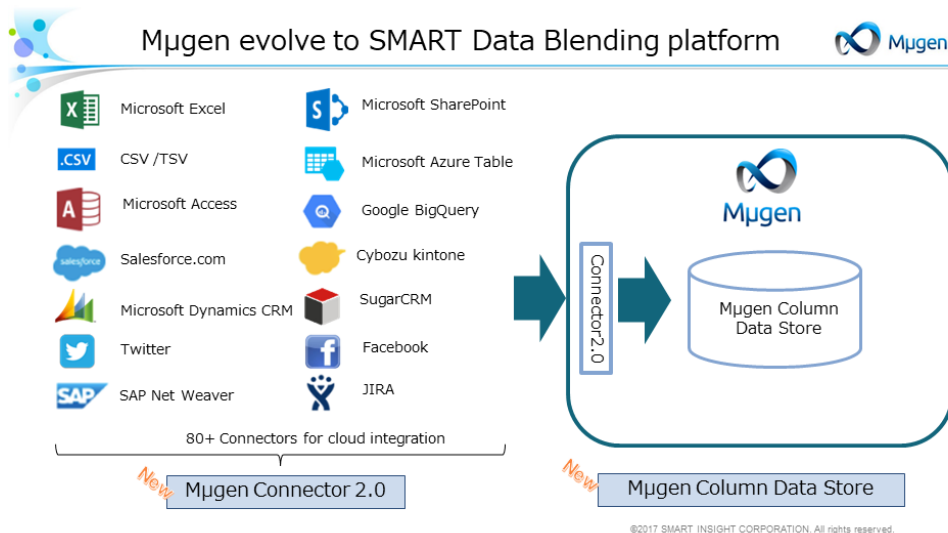 Mμgen evolve to SMART Data Blending platform
Mμgen
Microsoft Excel
Microsoft SharePoint
.CSV
CSV /TSV
Microsoft Azure Table
Microsoft Access
Google BigQuery
salesforce
Salesforce.com
Cybozu kintone
Microsoft Dynamics CRM
SugarCRM
Twitter
Facebook
SAP
SAP Net Weaver
JIRA
80+ Connectors for cloud integration
New
Mμgen Connector 2.0
Mμgen
Connector2.0
Mμgen Column
Data Store
New
Mμgen Column Data Store
©2017 SMART INSIGHT CORPORATION. All rights reserved.